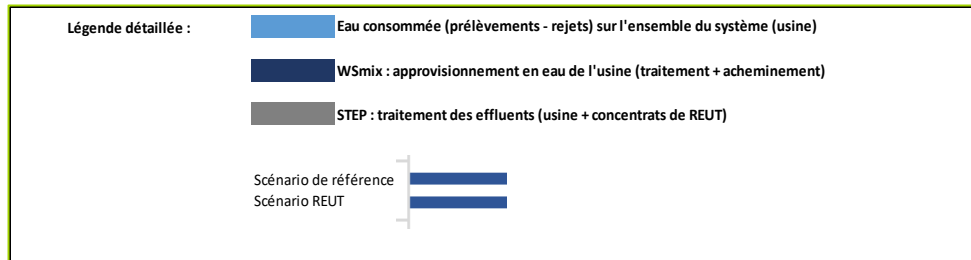 Légende détaillée :
Eau consommée (prélèvements - rejets) sur l'ensemble du système (usine)
WSmix : approvisionnement en eau de l'usine (traitement + acheminement)
STEP : traitement des effluents (usine + concentrats de REUT)
Scénario de référence
Scénario REUT